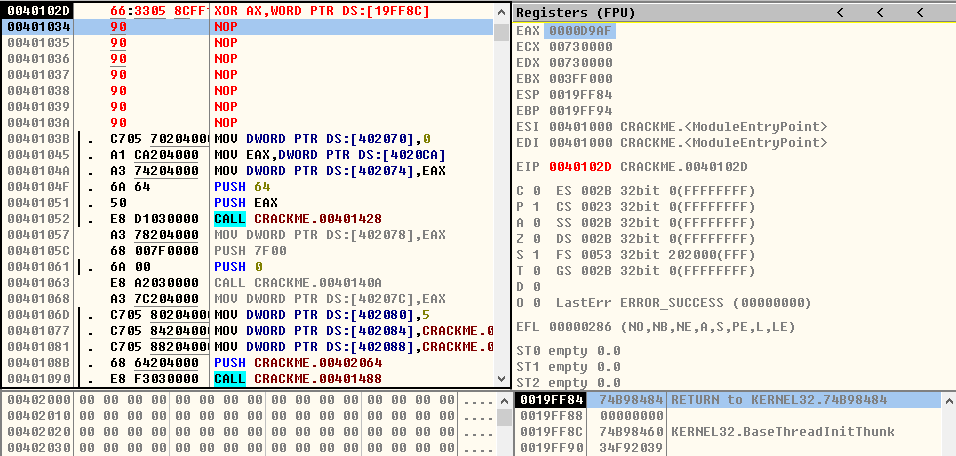 0040102D 66:3305 8CFF XOR AX,WORD PTR DS:[19FF8C]
00401034 90 NOP
00401035 90 NOP
00401036 90 NOP
00401037 90 NOP
00401038 90 NOP
00401039 90 NOP
0040103A 90 NOP
0040103B . C705 70204000 MOV DWORD PTR DS:[402070],0
00401045 . A1 CA204000 MOV EAX,DWORD PTR DS:[4020CA]
0040104A . A3 74204000 MOV DWORD PTR DS:[402074],EAX
0040104F . 6A 64 PUSH 64
00401051 . 50 PUSH EAX
00401052 . E8 D1030000 CALL CRACKME.00401428
00401057 A3 78204000 MOV DWORD PTR DS:[402078],EAX
0040105C 68 007F0000 PUSH 7F00
00401061 . 6A 00 PUSH 0
00401063 E8 A2030000 CALL CRACKME.0040140A
00401068 A3 7C204000 MOV DWORD PTR DS:[40207C],EAX
0040106D . C705 80204000 MOV DWORD PTR DS:[402080],5
00401077 . C705 84204000 MOV DWORD PTR DS:[402084],CRACKME.0
00401081 . C705 88204000 MOV DWORD PTR DS:[402088],CRACKME.0
0040108B . 68 64204000 PUSH CRACKME.00402064
00401090 . E8 F3030000 CALL CRACKME.00401488
Registers (FPU) < < <
EAX 0000D9AF
ECX 00730000
EDX 00730000
EBX 003FF000
ESP 0019FF84
EBP 0019FF94
ESI 00401000 CRACKME.<ModuleEntryPoint>
EDI 00401000 CRACKME.<ModuleEntryPoint>
EIP 0040102D CRACKME.0040102D
C 0 ES 002B 32bit 0(FFFFFFFF)
P 1 CS 0023 32bit 0(FFFFFFFF)
A 0 SS 002B 32bit 0(FFFFFFFF)
Z 0 DS 002B 32bit 0(FFFFFFFF)
S 1 FS 0053 32bit 202000(FFF)
T 0 GS 002B 32bit 0(FFFFFFFF)
D 0
O 0 LastErr ERROR_SUCCESS (00000000)
EFL 00000286 (NO,NB,NE,A,S,PE,L,LE)
ST0 empty 0.0
ST1 empty 0.0
ST2 empty 0.0
00402000 00 00 00 00 00 00 00 00 00 00 00 00 00 00 00 00 ....
00402010 00 00 00 00 00 00 00 00 00 00 00 00 00 00 00 00 ....
00402020 00 00 00 00 00 00 00 00 00 00 00 00 00 00 00 00 ....
00402030 00 00 00 00 00 00 00 00 00 00 00 00 00 00 00 00 ....
0019FF84 74B98484 RETURN to KERNEL32.74B98484
0019FF88 00000000
0019FF8C 74B98460 KERNEL32.BaseThreadInitThunk
0019FF90 34F92039